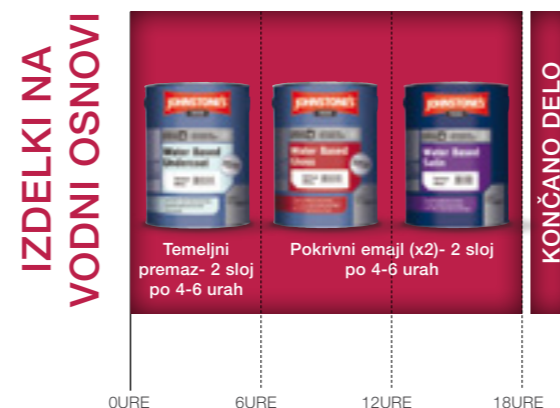 IZDELKI NA
VODNI OSNOVI
JOHNSTONE'S
Water Based
Undercoat
JOHNSTONE'S
Water Based
Gloss
JOHNSTONE'S
Water Based
Satin
Temeljni
premaz- 2 sloj
po 4-6 urah
Pokrivni emajl (x2)- 2 sloj
po 4-6 urah
KONČANO DELO
0URE
6URE
12URE
18URE